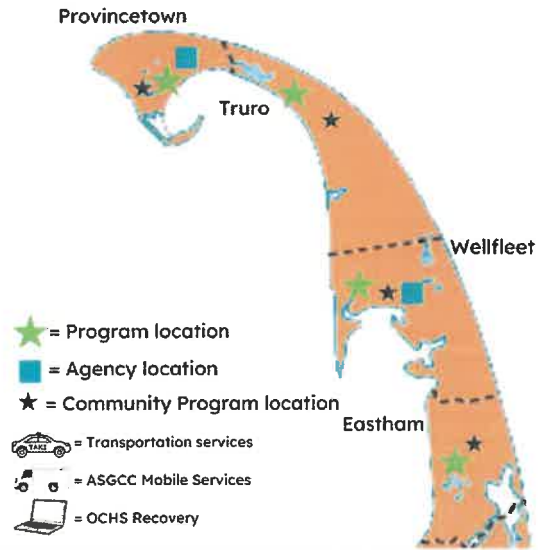 Provincetown
Truro
Wellfleet
= Program location
= Agency location
= Community Program location
Eastham
TAXI = Transportation services
= ASGCC Mobile Services
= OCHS Recovery